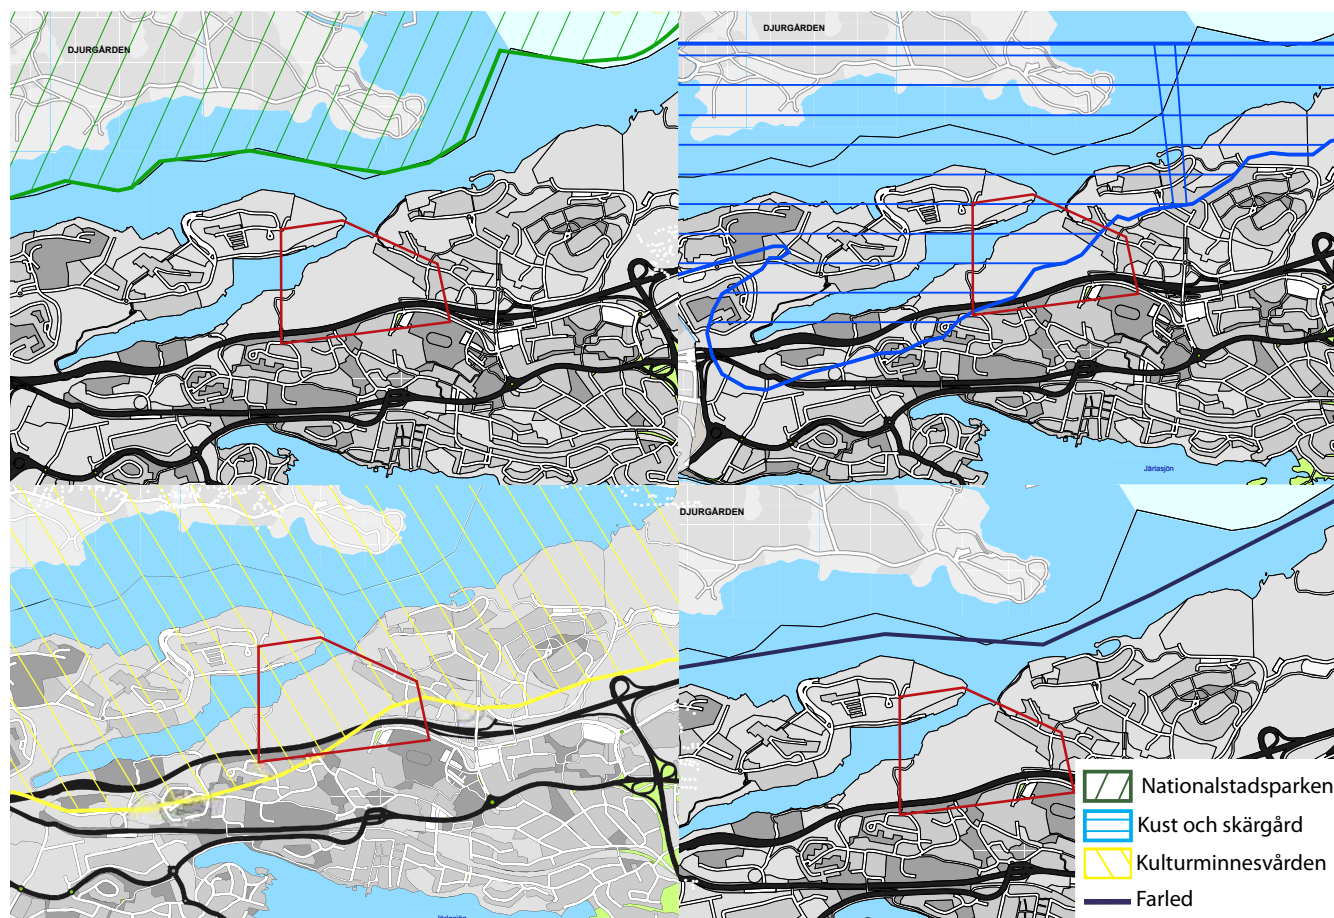 DJURGÅRDEN
DJURGÅRDEN
Järlasjön
DJURGÅRDEN
Nationalstadsparken
Kust och skärgård
Kulturminnesvården
Farled